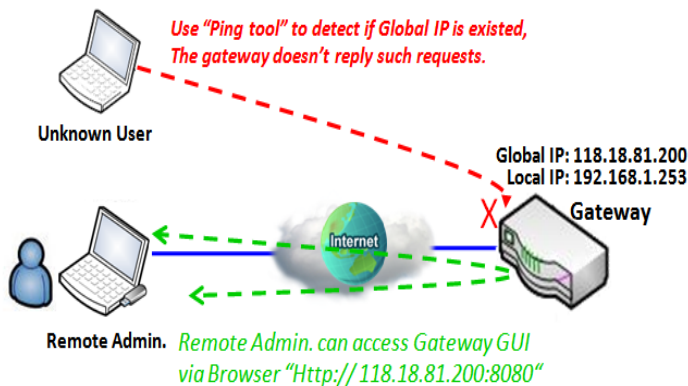 Use “Ping tool” to detect if Global IP is existed,
The gateway doesn’t reply such requests.
Unknown User
Global IP: 118.18.81.200
Local IP: 192.168.1.253
X
Gateway
Internet
Remote Admin.
Remote Admin. can access Gateway GUI
via Browser “Http:// 118.18.81.200:8080“